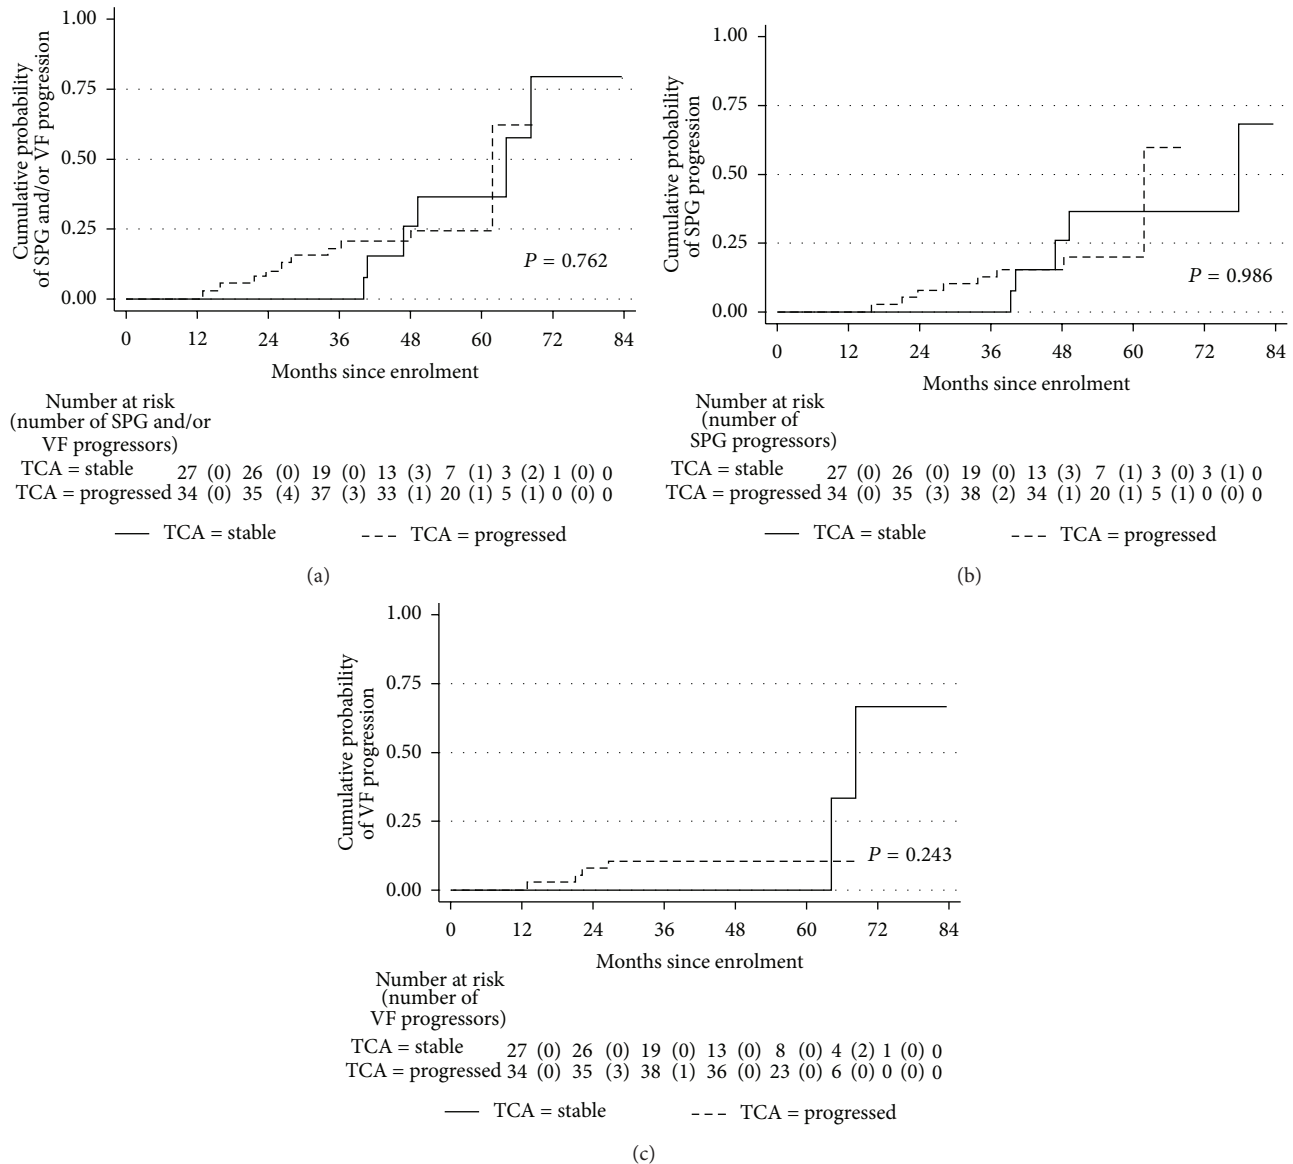 Cumulative probability
of SPG and/or VF progression
1.00
0.75
0.50
0.25
0.00
P = 0.762
0 12 24 36 48 60 72 84
Months since enrolment
Number at risk
(number of SPG and/or
VF progressors)
TCA = stable 27 (0) 26 (0) 19 (0) 13 (3) 7 (1) 3 (2) 1 (0) 0
TCA = progressed 34 (0) 35 (4) 37 (3) 33 (1) 20 (1) 5 (1) 0 (0) 0
TCA = stable TCA = progressed
(a)
Cumulative probability
of SPG progression
1.00
0.75
0.50
0.25
0.00
P = 0.986
0 12 24 36 48 60 72 84
Months since enrolment
Number at risk
(number of
SPG progressors)
TCA = stable 27 (0) 26 (0) 19 (0) 13 (3) 7 (1) 3 (0) 3 (1) 0
TCA = progressed 34 (0) 35 (3) 38 (2) 34 (1) 20 (1) 5 (1) 0 (0) 0
TCA = stable TCA = progressed
(b)
Cumulative probability
of VF progression
1.00
0.75
0.50
0.25
0.00
P = 0.243
0 12 24 36 48 60 72 84
Months since enrolment
Number at risk
(number of
VF progressors)
TCA = stable 27 (0) 26 (0) 19 (0) 13 (0) 8 (0) 4 (2) 1 (0) 0
TCA = progressed 34 (0) 35 (3) 38 (1) 36 (0) 23 (0) 6 (0) 0 (0) 0
TCA = stable TCA = progressed
(c)